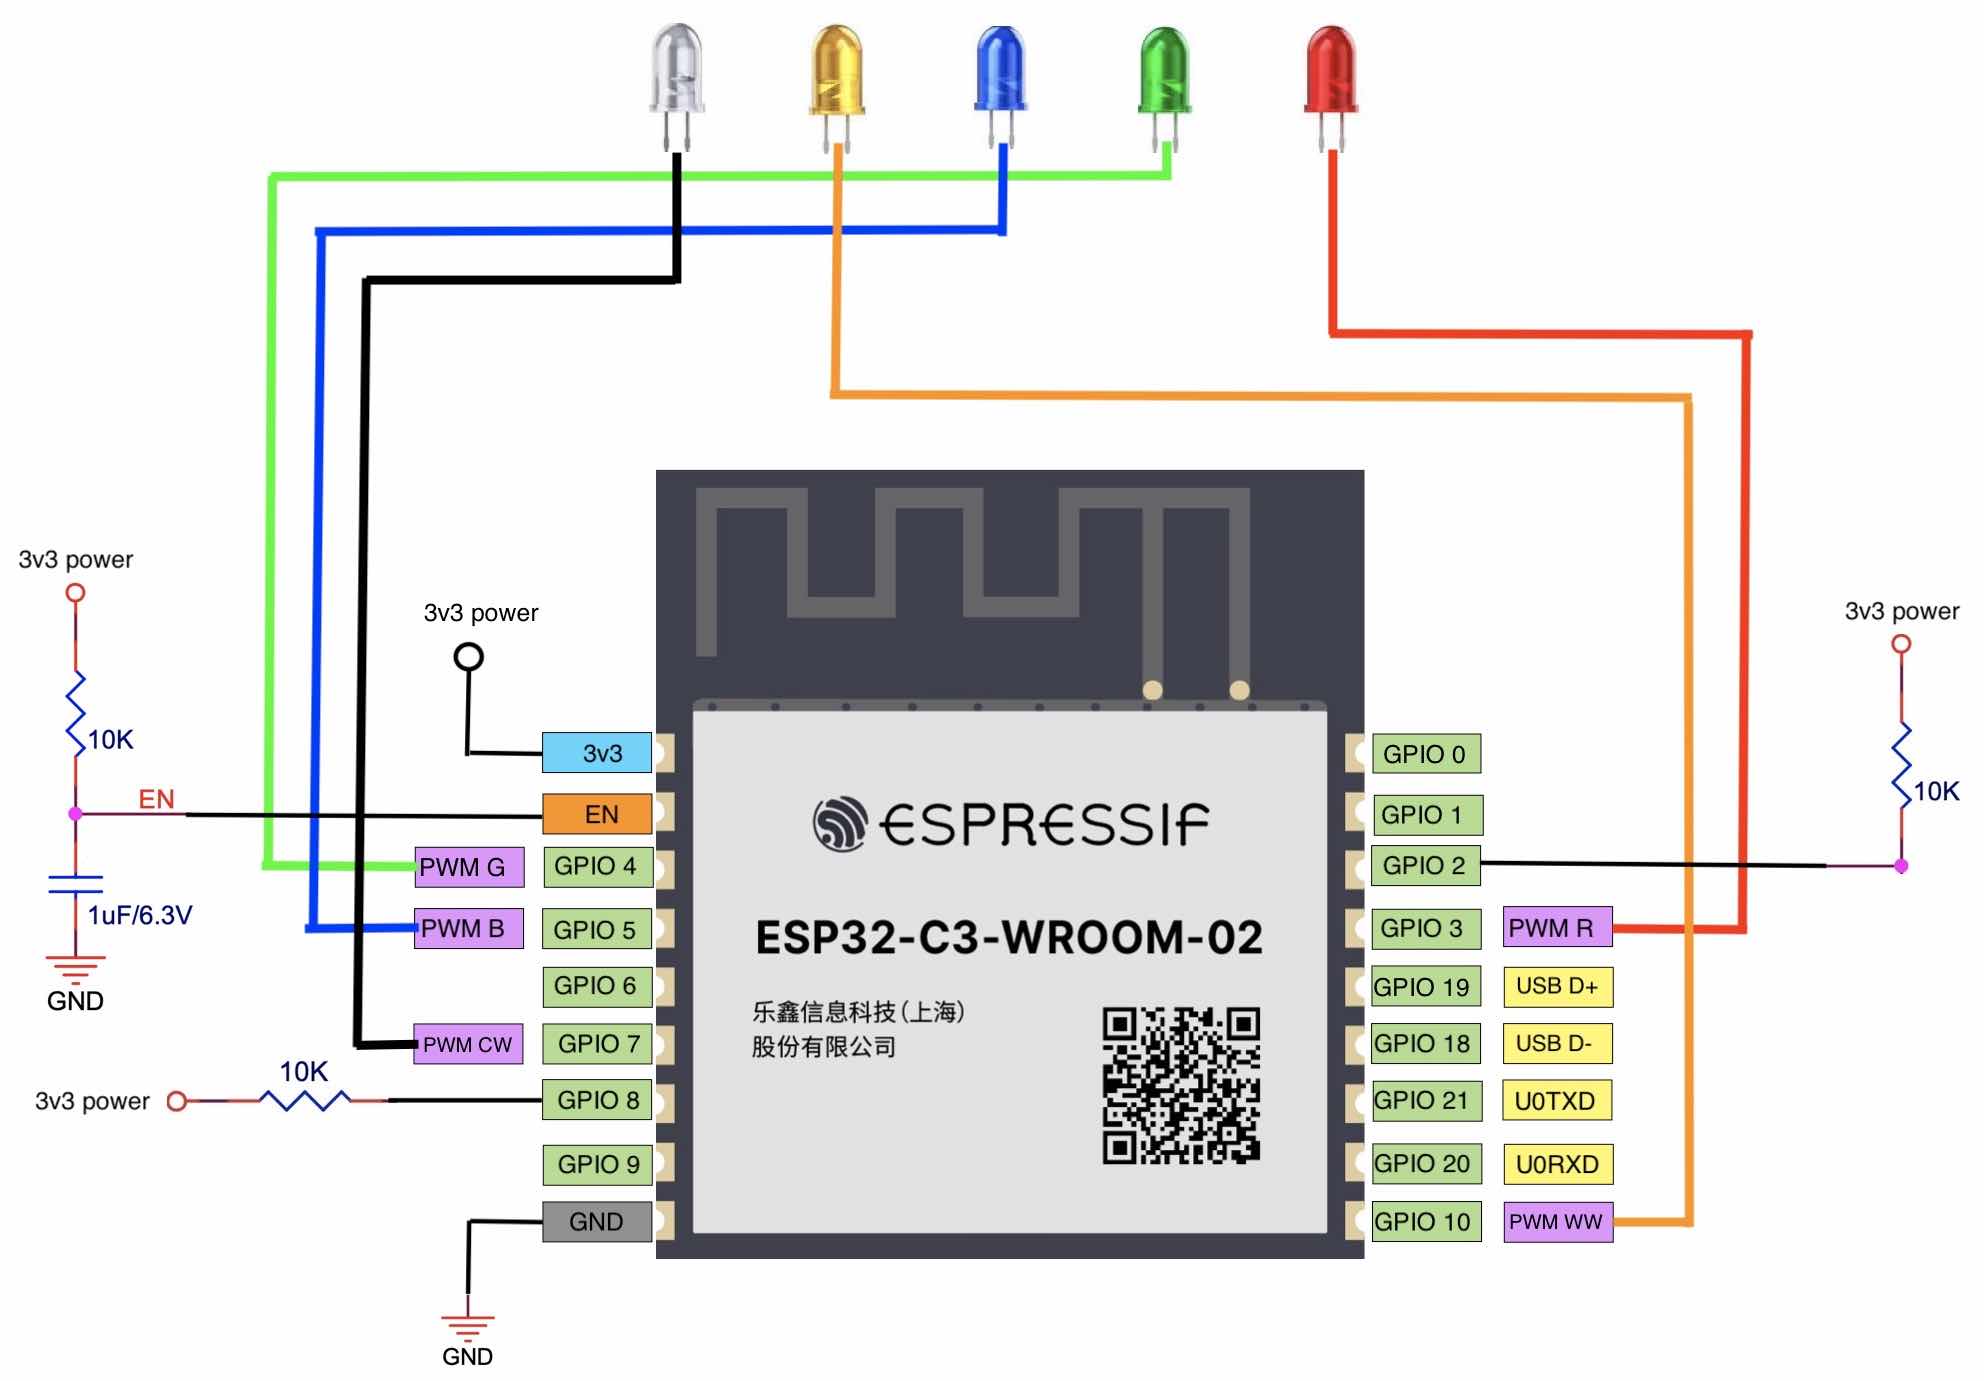 3v3 power
10K
EN
1uF/6.3V
GND
3v3 power
3v3
EN
PWM G
GPIO 4
PWM B
GPIO 5
GPIO 6
PWM CW
GPIO 7
3v3 power
10K
GPIO 8
GPIO 9
GND
GND
ESPRESSIF
ESP32-C3-WROOM-02
乐鑫信息科技(上海)
股份有限公司
GPIO 0
GPIO 1
GPIO 2
GPIO 3
PWM R
GPIO 19
USB D+
GPIO 18
USB D-
GPIO 21
U0TXD
GPIO 20
U0RXD
GPIO 10
PWM WW
3v3 power
10K